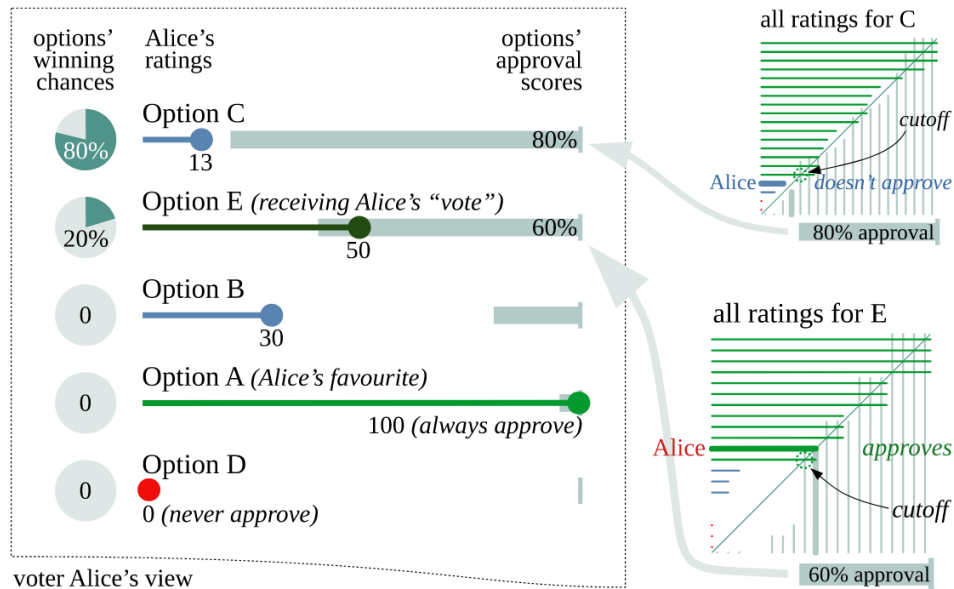 options’
winning
chances
Alice’s
ratings
options’
approval
scores
Option C
80%
13
80%
Option E (receiving Alice’s “vote”)
20%
50
60%
Option B
0
30
Option A (Alice’s favourite)
0
100 (always approve)
Option D
0
0 (never approve)
voter Alice’s view
all ratings for C
cutoff
Alice
doesn’t approve
80% approval
all ratings for E
Alice
approves
cutoff
60% approval